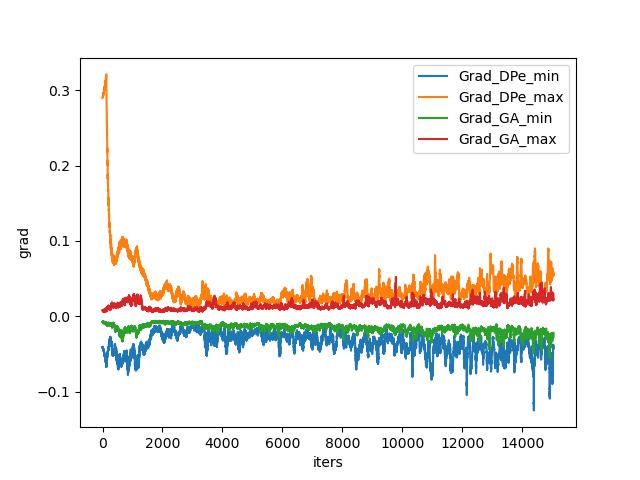 Grad_DPe_min
Grad_DPe_max
Grad_GA_min
Grad_GA_max
0.3
0.2
0.1
0.0
−0.1
grad
0 2000 4000 6000 8000 10000 12000 14000
iters